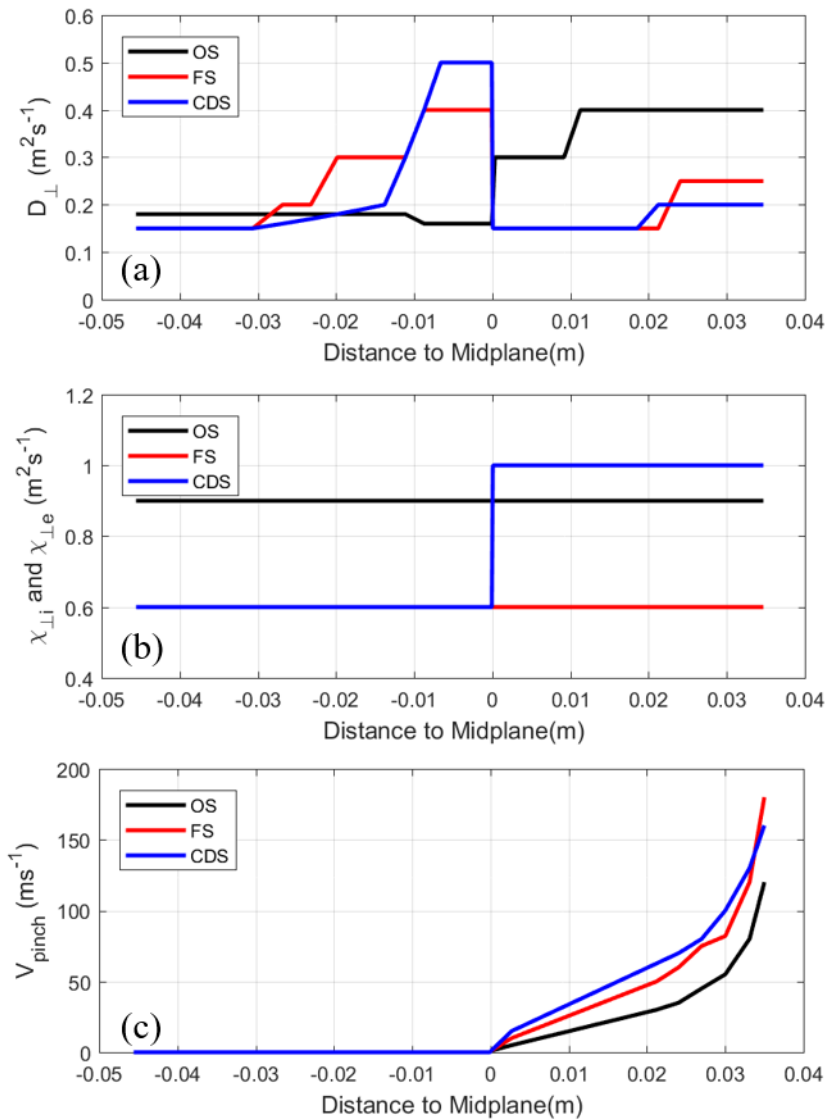 0.6
0.5
0.4
0.3
0.2
0.1
0
D⊥ (m²s⁻¹)
OS
FS
CDS
(a)
-0.05 -0.04 -0.03 -0.02 -0.01 0 0.01 0.02 0.03 0.04
Distance to Midplane(m)
1.2
1
0.8
0.6
0.4
χ⊥i and χ⊥e (m²s⁻¹)
OS
FS
CDS
(b)
-0.05 -0.04 -0.03 -0.02 -0.01 0 0.01 0.02 0.03 0.04
Distance to Midplane(m)
200
150
100
50
0
Vpinch (ms⁻¹)
OS
FS
CDS
(c)
-0.05 -0.04 -0.03 -0.02 -0.01 0 0.01 0.02 0.03 0.04
Distance to Midplane(m)